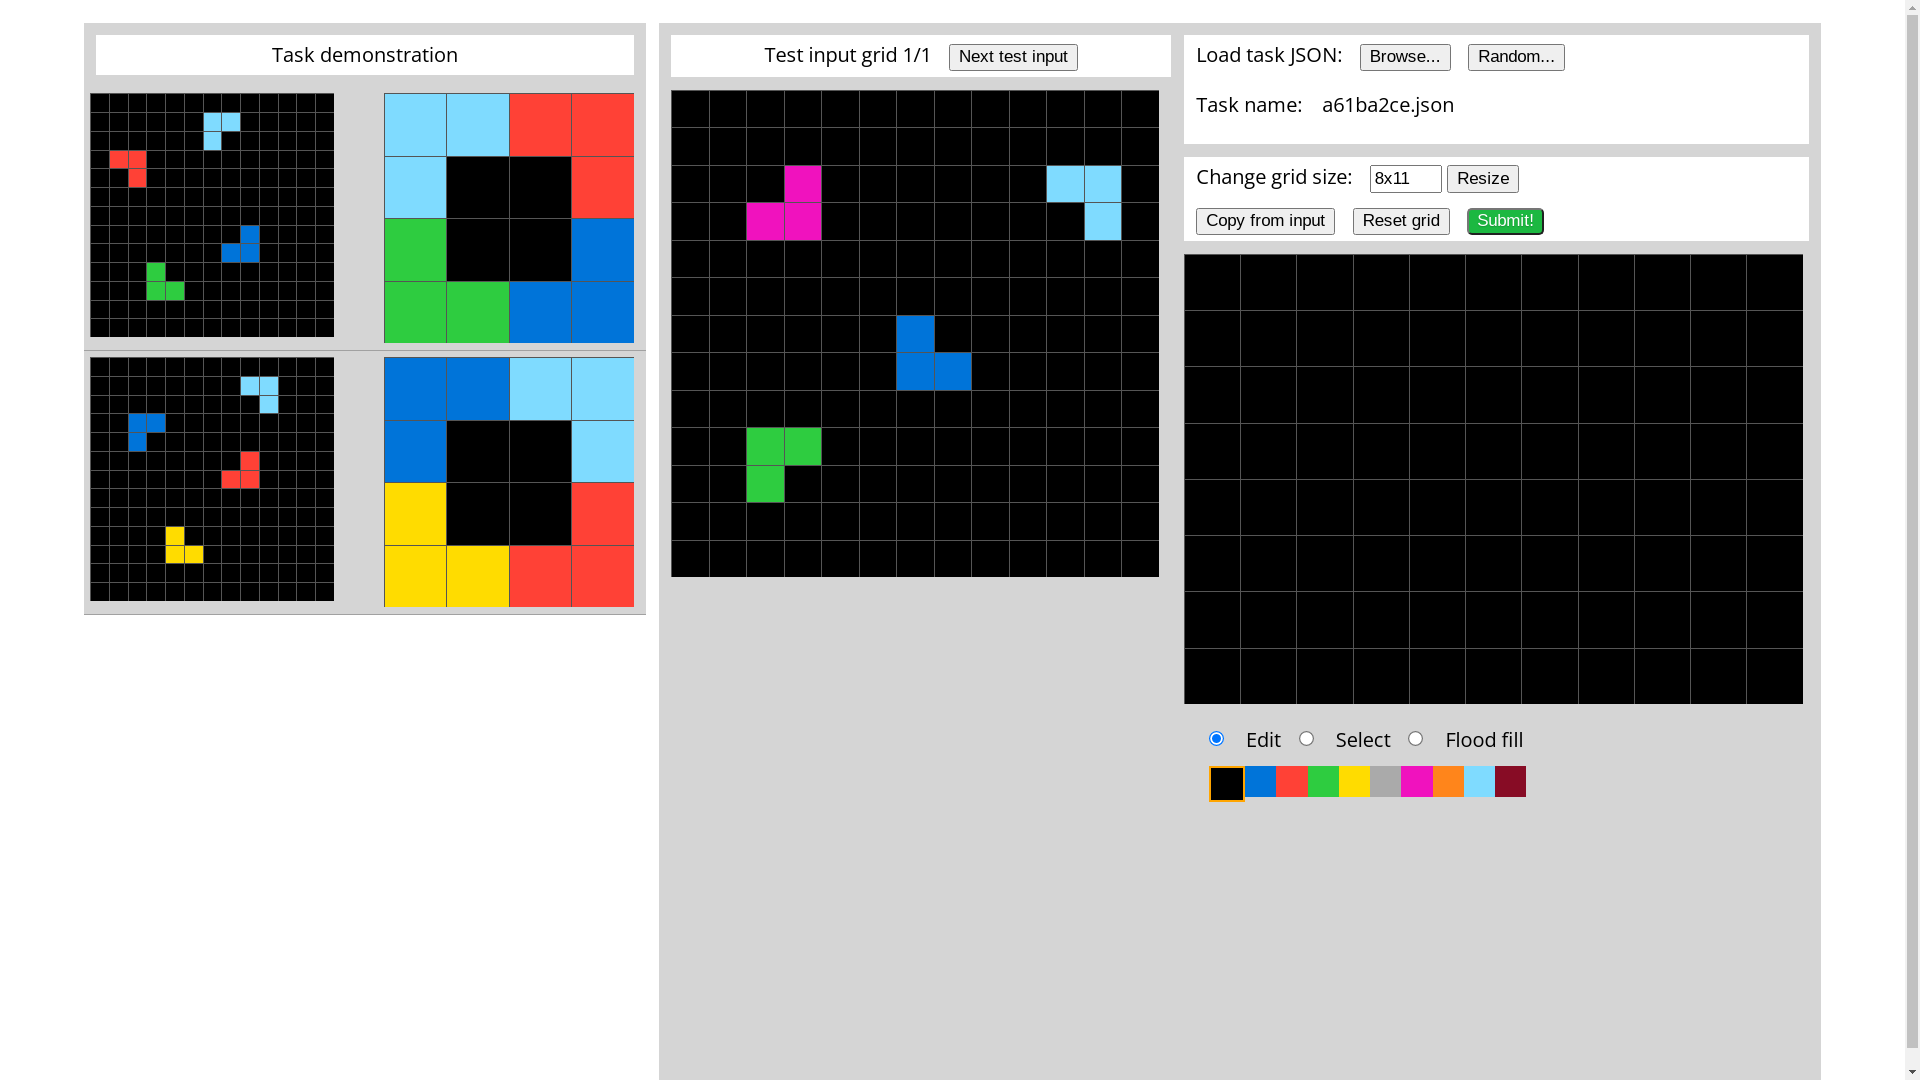 Task demonstration
Test input grid 1/1 Next test input
Load task JSON: Browse... Random...
Task name: a61ba2ce.json
Change grid size: 8x11 Resize
Copy from input Reset grid Submit!
Edit Select Flood fill